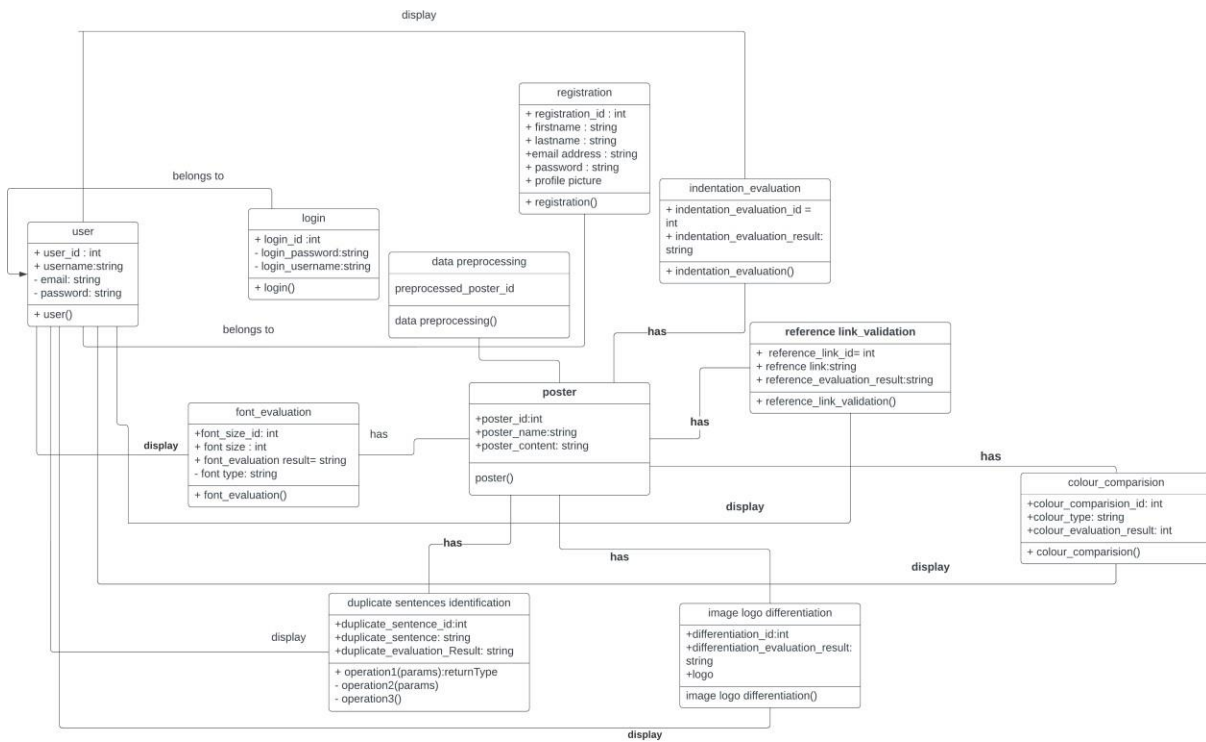 display
registration
+ registration_id : int
+ firstname : string
+ lastname : string
+email address : string
+ password : string
+ profile picture
+ registration()
belongs to
indentation_evaluation
+ indentation_evaluation_id =
int
+ indentation_evaluation_result:
string
+ indentation_evaluation()
login
+ login_id :int
- login_password:string
- login_username:string
+ login()
user
+ user_id : int
+ username:string
- email: string
- password: string
+ user()
data preprocessing
preprocessed_poster_id
data preprocessing()
belongs to
has
reference link_validation
+ reference_link_id= int
+ refrence link:string
+ reference_evaluation_result:string
+ reference_link_validation()
poster
+poster_id:int
+poster_name:string
+poster_content: string
poster()
font_evaluation
+font_size_id: int
+ font size : int
+ font_evaluation result= string
- font type: string
+ font_evaluation()
display
has
has
has
colour_comparision
+colour_comparision_id: int
+colour_type: string
+colour_evaluation_result: int
+ colour_comparision()
display
has
has
display
duplicate sentences identification
+duplicate_sentence_id:int
+duplicate_sentence: string
+duplicate_evaluation_Result: string
+ operation1(params):returnType
- operation2(params)
- operation3()
display
image logo differentiation
+differentiation_id:int
+differentiation_evaluation_result:
string
+logo
image logo differentiation()
display